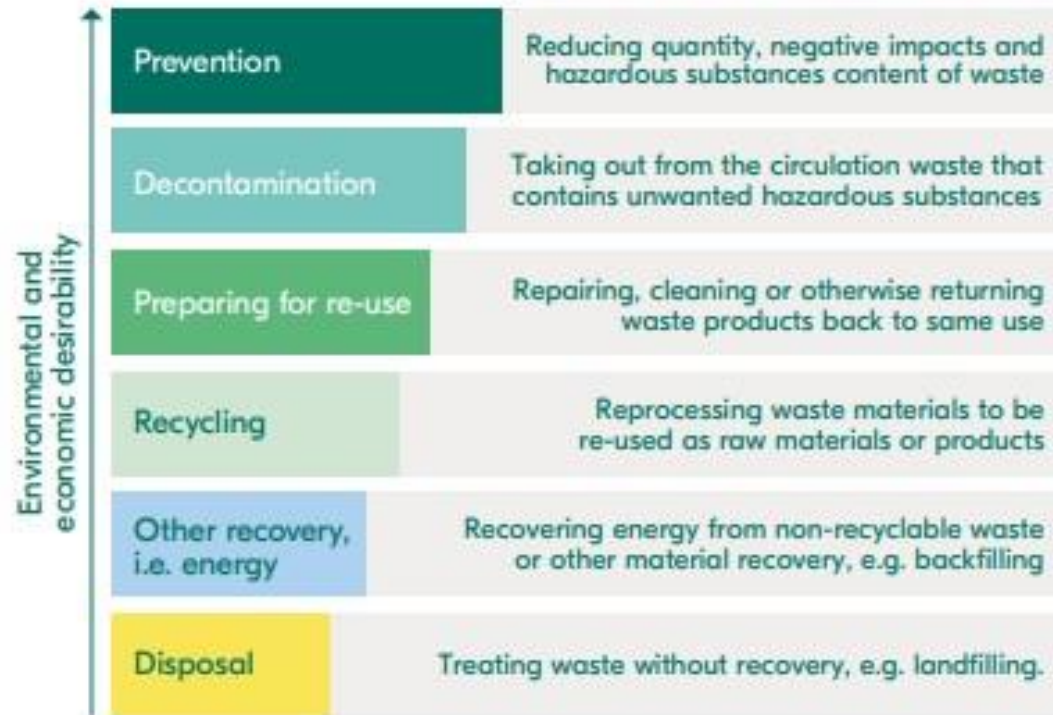 Environmental and
economic desirability
Prevention
Reducing quantity, negative impacts and
hazardous substances content of waste
Decontamination
Taking out from the circulation waste that
contains unwanted hazardous substances
Preparing for re-use
Repairing, cleaning or otherwise returning
waste products back to same use
Recycling
Reprocessing waste materials to be
re-used as raw materials or products
Other recovery,
i.e. energy
Recovering energy from non-recyclable waste
or other material recovery, e.g. backfilling
Disposal
Treating waste without recovery, e.g. landfilling.